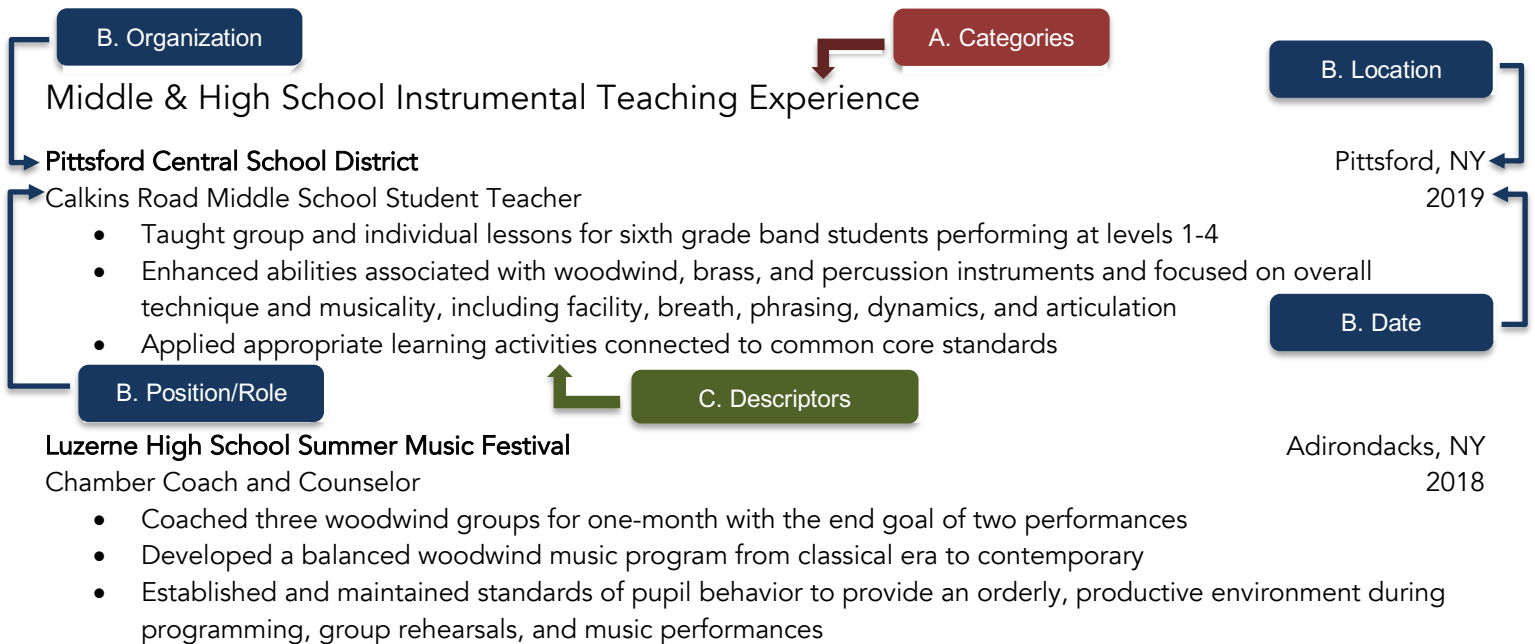 B. Organization
A. Categories
B. Location
Middle & High School Instrumental Teaching Experience
Pittsford Central School District Pittsford, NY
Calkins Road Middle School Student Teacher 2019
• Taught group and individual lessons for sixth grade band students performing at levels 1-4
• Enhanced abilities associated with woodwind, brass, and percussion instruments and focused on overall
technique and musicality, including facility, breath, phrasing, dynamics, and articulation
B. Date
• Applied appropriate learning activities connected to common core standards
B. Position/Role
C. Descriptors
Luzerne High School Summer Music Festival Adirondacks, NY
Chamber Coach and Counselor 2018
• Coached three woodwind groups for one-month with the end goal of two performances
• Developed a balanced woodwind music program from classical era to contemporary
• Established and maintained standards of pupil behavior to provide an orderly, productive environment during
programming, group rehearsals, and music performances